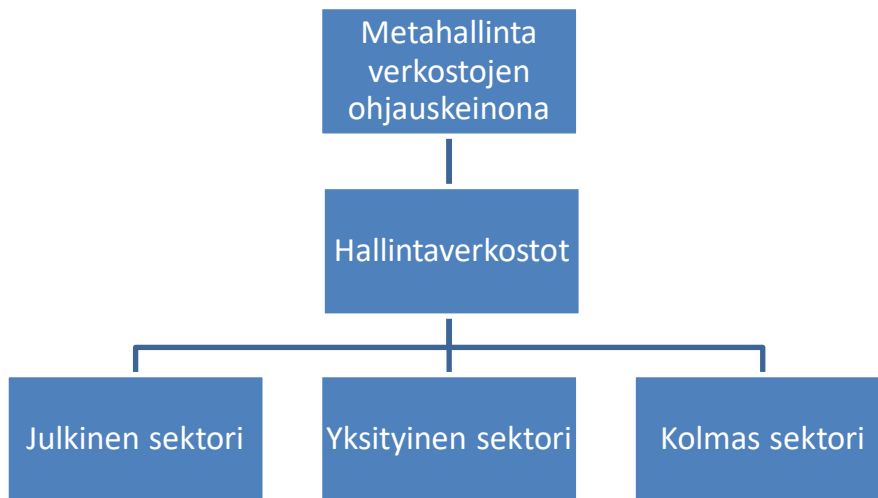 Metahallinta
verkostojen
ohjauskeinona
Hallintaverkostot
Julkinen sektori
Yksityinen sektori
Kolmas sektori